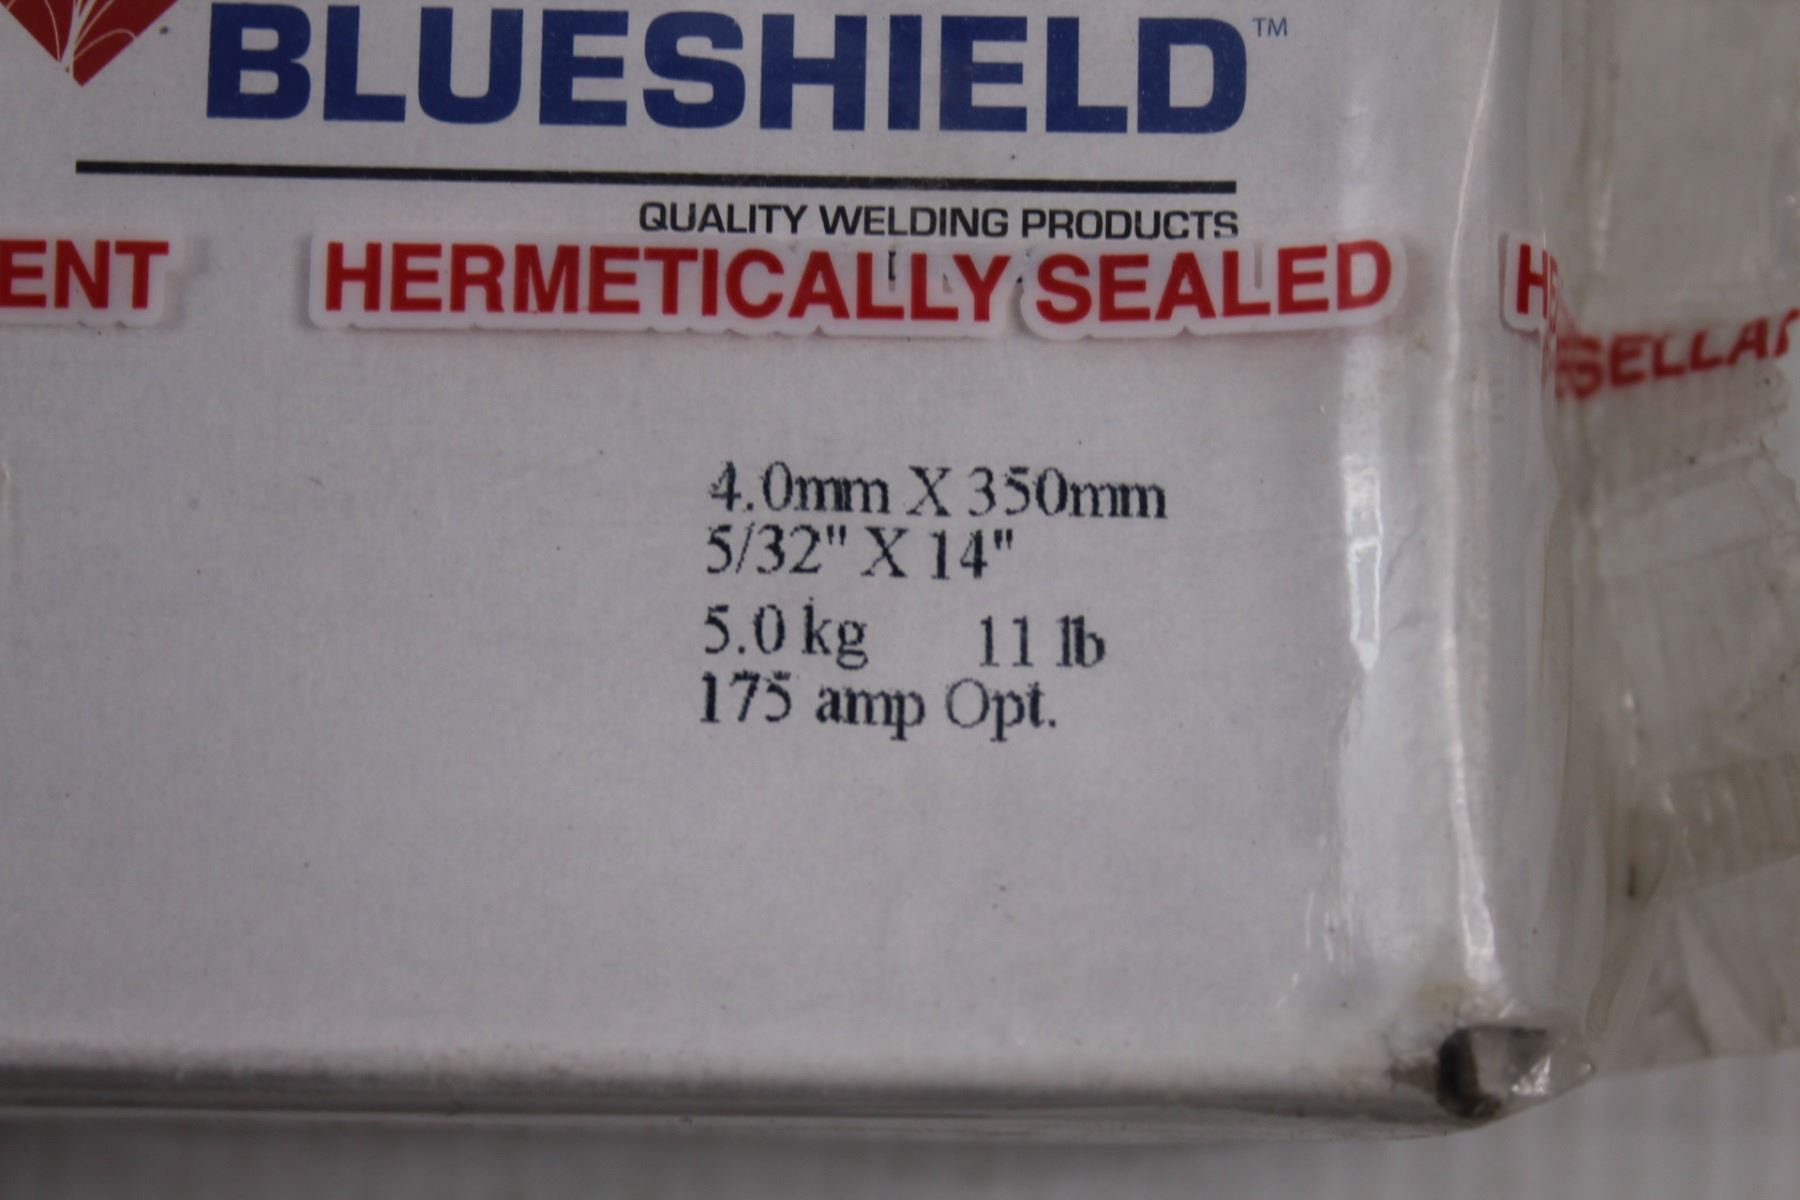 BLUESHIELD™
QUALITY WELDING PRODUCTS
ENT HERMETICALLY SEALED
4.0mm X 350mm
5/32" X 14"
5.0 kg 11 lb
175 amp Opt.